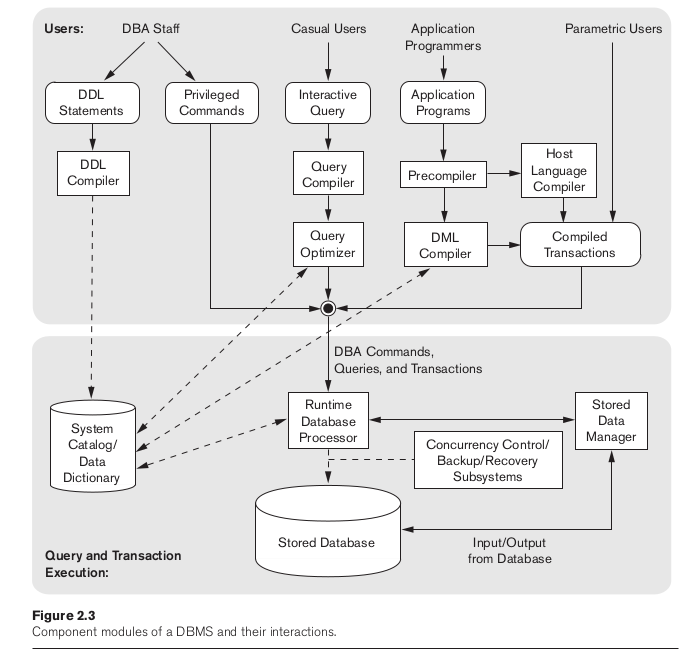 Users:
DBA Staff
Casual Users
Application
Programmers
Parametric Users
DDL
Statements
Privileged
Commands
Interactive
Query
Application
Programs
DDL
Compiler
Query
Compiler
Precompiler
Host
Language
Compiler
Query
Optimizer
DML
Compiler
Compiled
Transactions
DBA Commands,
Queries, and Transactions
System
Catalog/
Data
Dictionary
Runtime
Database
Processor
Stored
Data
Manager
Concurrency Control/
Backup/Recovery
Subsystems
Stored Database
Input/Output
from Database
Query and Transaction
Execution:
Figure 2.3
Component modules of a DBMS and their interactions.